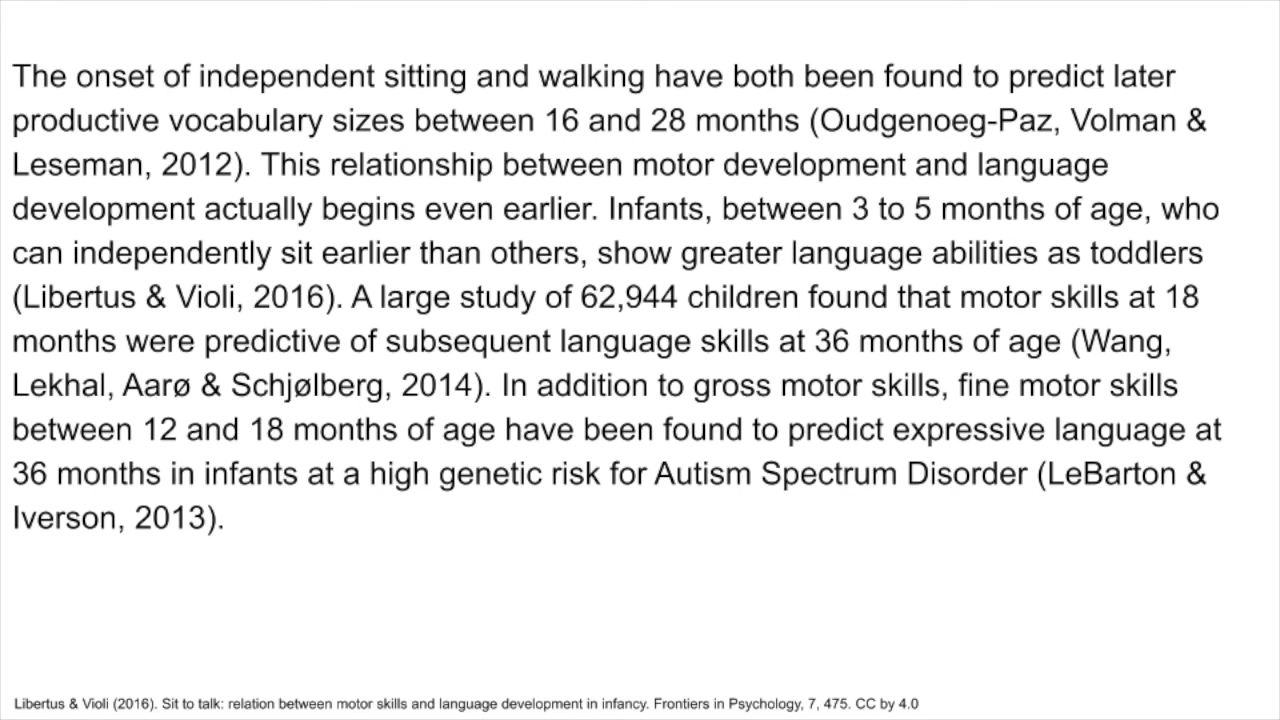 The onset of independent sitting and walking have both been found to predict later
productive vocabulary sizes between 16 and 28 months (Oudgenoeg-Paz, Volman &
Leseman, 2012). This relationship between motor development and language
development actually begins even earlier. Infants, between 3 to 5 months of age, who
can independently sit earlier than others, show greater language abilities as toddlers
(Libertus & Violi, 2016). A large study of 62,944 children found that motor skills at 18
months were predictive of subsequent language skills at 36 months of age (Wang,
Lekhal, Aarø & Schjølberg, 2014). In addition to gross motor skills, fine motor skills
between 12 and 18 months of age have been found to predict expressive language at
36 months in infants at a high genetic risk for Autism Spectrum Disorder (LeBarton &
Iverson, 2013).
Libertus & Violi (2016). Sit to talk: relation between motor skills and language development in infancy. Frontiers in Psychology, 7, 475. CC by 4.0